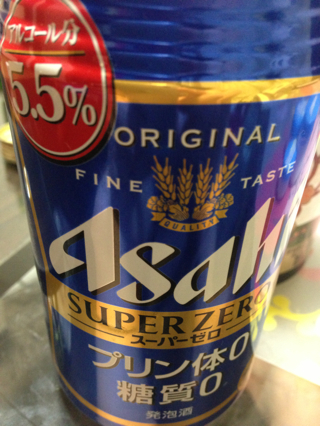 アルコール分
5.5%
ORIGINAL
FINE TASTE
QUALITY
Asahi
SUPER ZERO
スーパーゼロ
プリン体0
糖質0
発泡酒